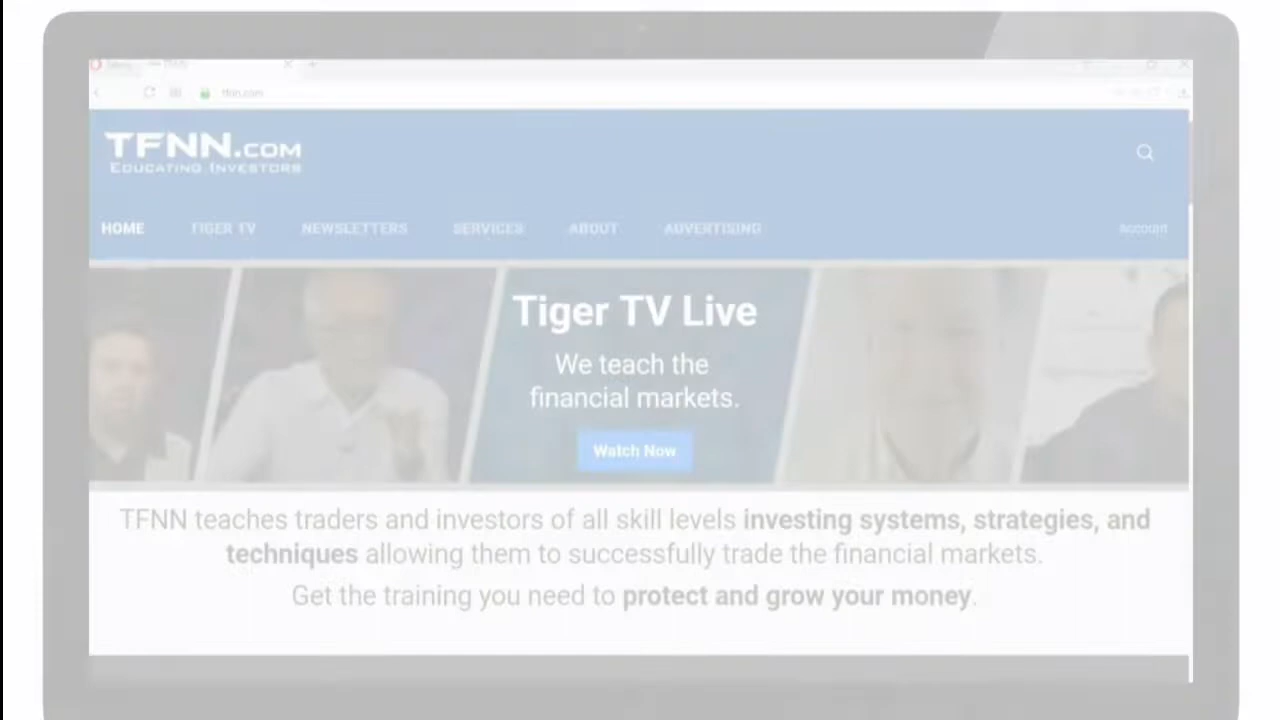 tfnn.com
TFNN.COM
EDUCATING INVESTORS
HOME TIGER TV NEWSLETTERS SERVICES ABOUT ADVERTISING account
Tiger TV Live
We teach the
financial markets.
Watch Now
TFNN teaches traders and investors of all skill levels investing systems, strategies, and
techniques allowing them to successfully trade the financial markets.
Get the training you need to protect and grow your money.